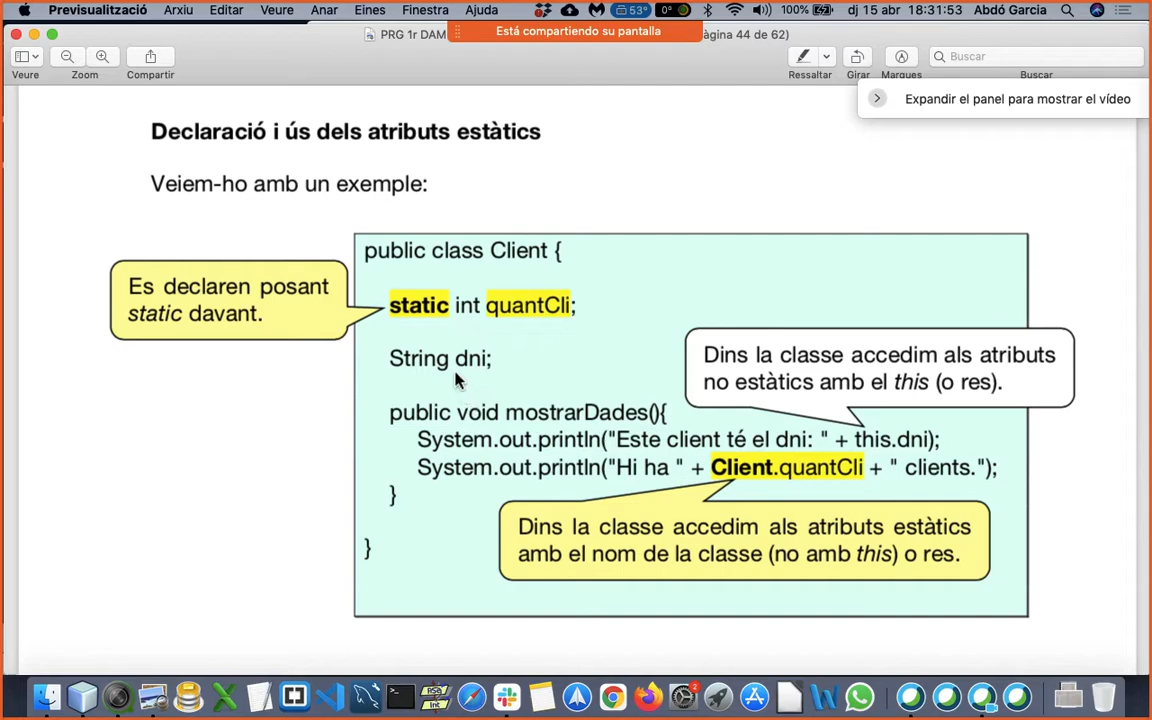 Previsualització Arxiu Editar Veure Anar Eines Finestra Ajuda 53° 0° 100% dj 15 abr 18:31:53 Abdó Garcia
PRG 1r DAM
Está compartiendo su pantalla
àgina 44 de 62)
Buscar
Veure Zoom Compartir Ressaltar Girar Marques Buscar
Expandir el panel para mostrar el vídeo
Declaració i ús dels atributs estàtics
Veiem-ho amb un exemple:
public class Client {
Es declaren posant
static davant.
static int quantCli;
String dni;
Dins la classe accedim als atributs
no estàtics amb el this (o res).
public void mostrarDades(){
System.out.println("Este client té el dni: " + this.dni);
System.out.println("Hi ha " + Client.quantCli + " clients.");
}
Dins la classe accedim als atributs estàtics
amb el nom de la classe (no amb this) o res.
}